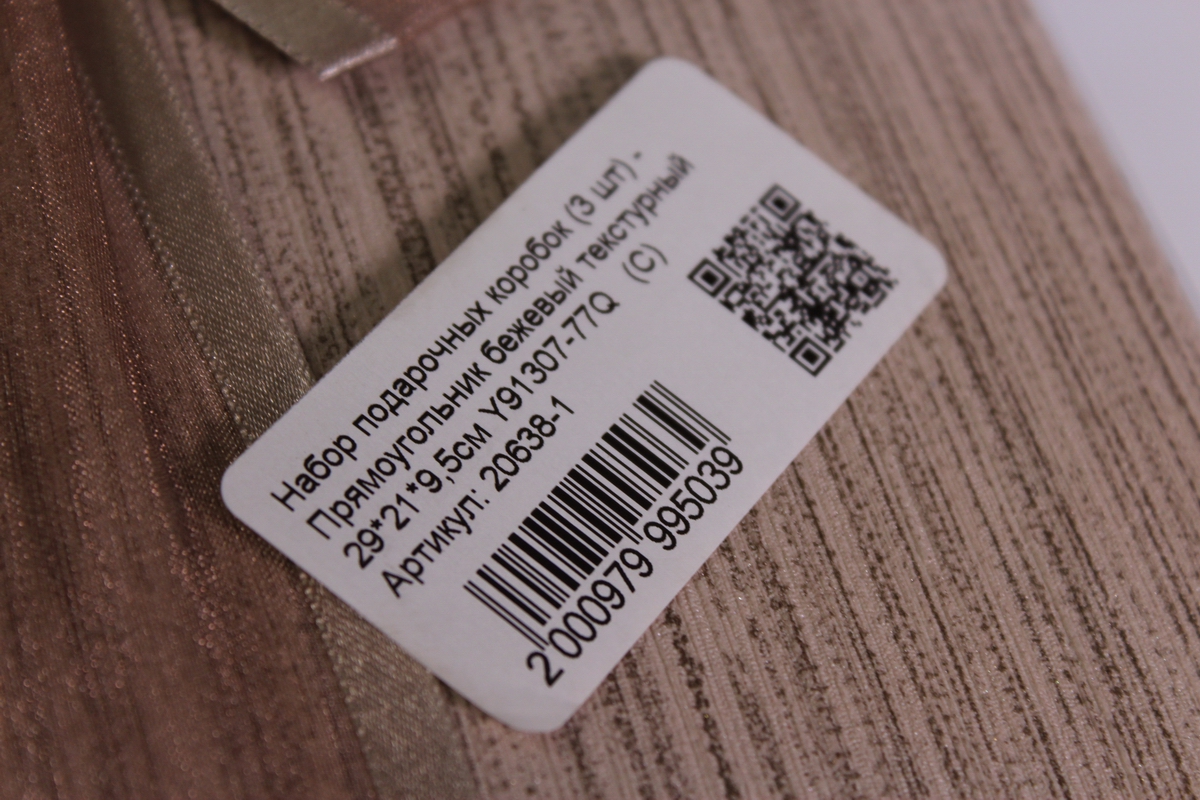 Набор подарочных коробок (3 шт) -
Прямоугольник бежевый текстурный
29*21*9,5см Y91307-77Q (С)
Артикул: 20638-1
2 000979 995039